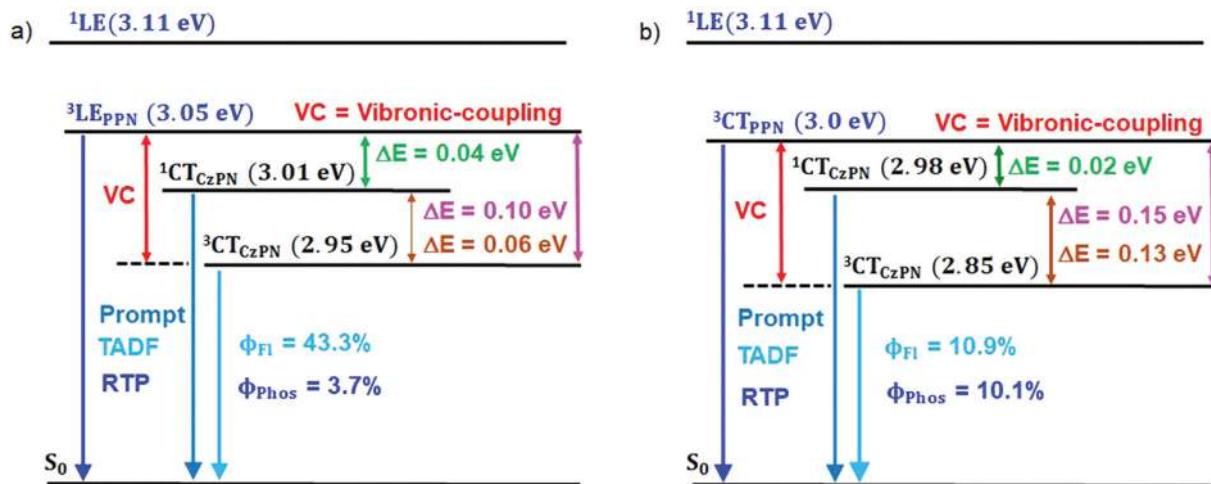 a)
¹LE(3.11 eV)
³LE_PPN (3.05 eV)
VC = Vibronic-coupling
ΔE = 0.04 eV
¹CT_CzPN (3.01 eV)
VC
ΔE = 0.10 eV
³CT_CzPN (2.95 eV)
ΔE = 0.06 eV
Prompt
TADF
RTP
ϕ_Fl = 43.3%
ϕ_Phos = 3.7%
S₀
b)
¹LE(3.11 eV)
³CT_PPN (3.0 eV)
VC = Vibronic-coupling
¹CT_CzPN (2.98 eV)
ΔE = 0.02 eV
VC
ΔE = 0.15 eV
ΔE = 0.13 eV
³CT_CzPN (2.85 eV)
Prompt
TADF
RTP
ϕ_Fl = 10.9%
ϕ_Phos = 10.1%
S₀